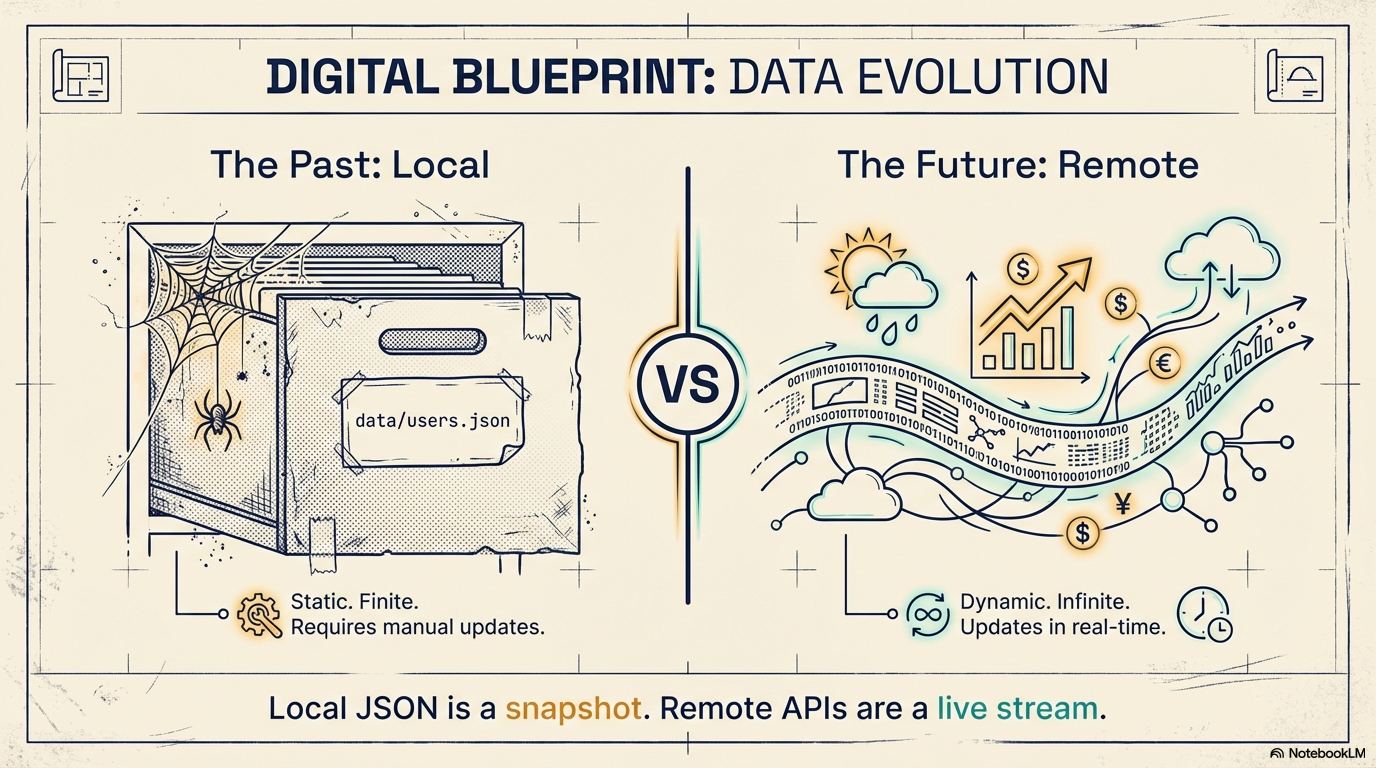 DIGITAL BLUEPRINT: DATA EVOLUTION
The Past: Local
data/users.json
Static. Finite.
Requires manual updates.
VS
The Future: Remote
$
$
€
¥
$
Dynamic. Infinite.
Updates in real-time.
Local JSON is a snapshot. Remote APIs are a live stream.
NotebookLM